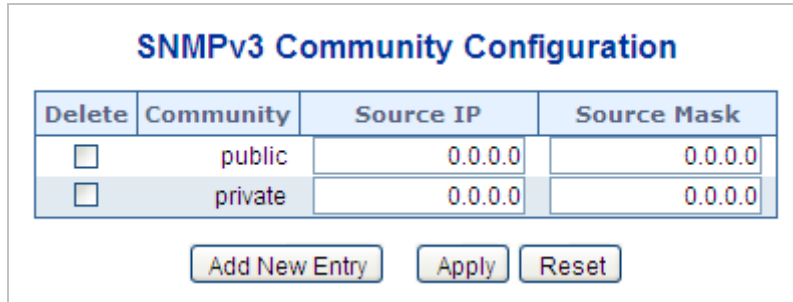 SNMPv3 Community Configuration
Delete Community Source IP Source Mask
public 0.0.0.0 0.0.0.0
private 0.0.0.0 0.0.0.0
Add New Entry Apply Reset